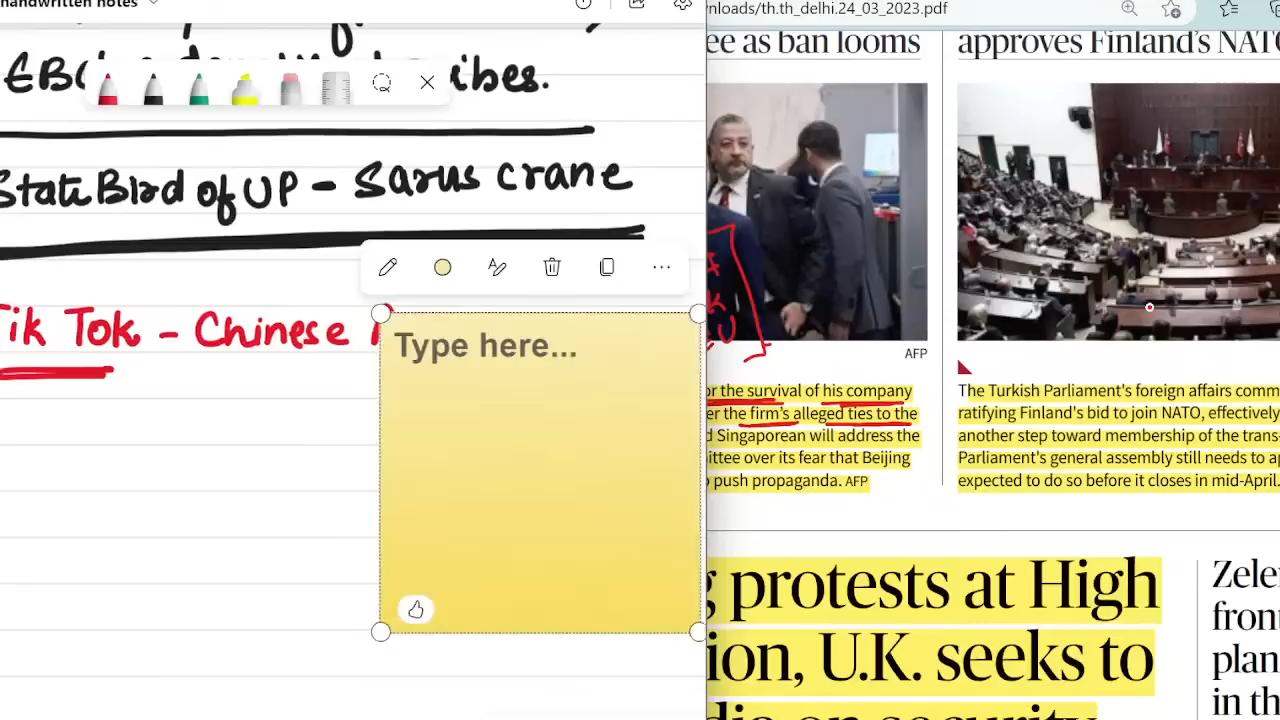 handwritten notes
ibes.
State Bird of UP - Sarus crane
Tik Tok - Chinese
Type here...
nloads/th.th_delhi.24_03_2023.pdf
ee as ban looms
AFP
or the survival of his company
er the firm's alleged ties to the
d Singaporean will address the
ittee over its fear that Beijing
o push propaganda. AFP
approves Finland's NATO
The Turkish Parliament's foreign affairs comm
ratifying Finland's bid to join NATO, effectively
another step toward membership of the trans-
Parliament's general assembly still needs to ap
expected to do so before it closes in mid-April.
g protests at High
ion, U.K. seeks to
dia on security
Zele
front
plan
in th